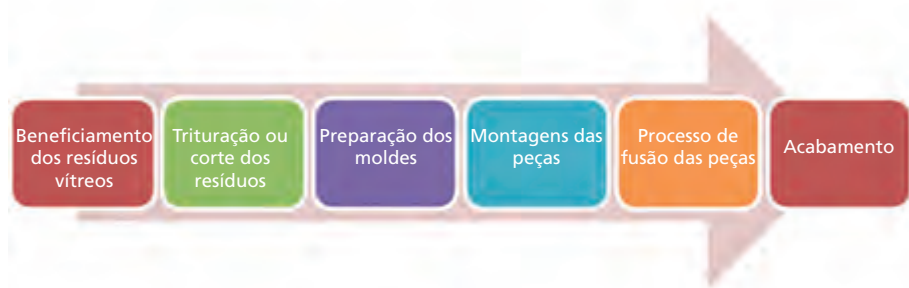 Beneficiamento
dos resíduos
vítreos
Trituração ou
corte dos
resíduos
Preparação dos
moldes
Montagens das
peças
Processo de
fusão das peças
Acabamento